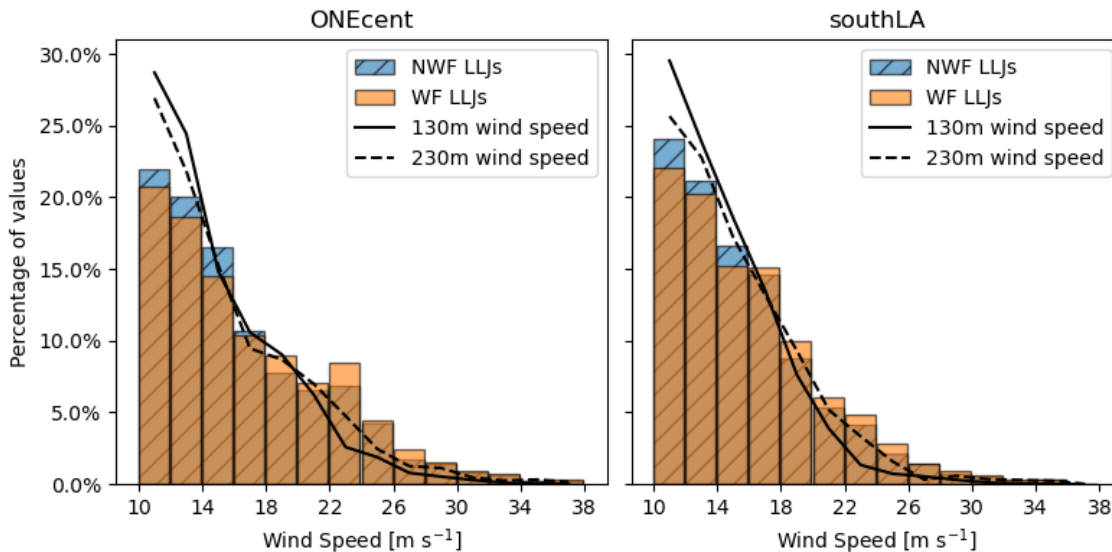 ONEcent
southLA
30.0%
25.0%
20.0%
15.0%
10.0%
5.0%
0.0%
Percentage of values
NWF LLJs
WF LLJs
130m wind speed
230m wind speed
NWF LLJs
WF LLJs
130m wind speed
230m wind speed
10 14 18 22 26 30 34 38
10 14 18 22 26 30 34 38
Wind Speed [m s⁻¹]
Wind Speed [m s⁻¹]